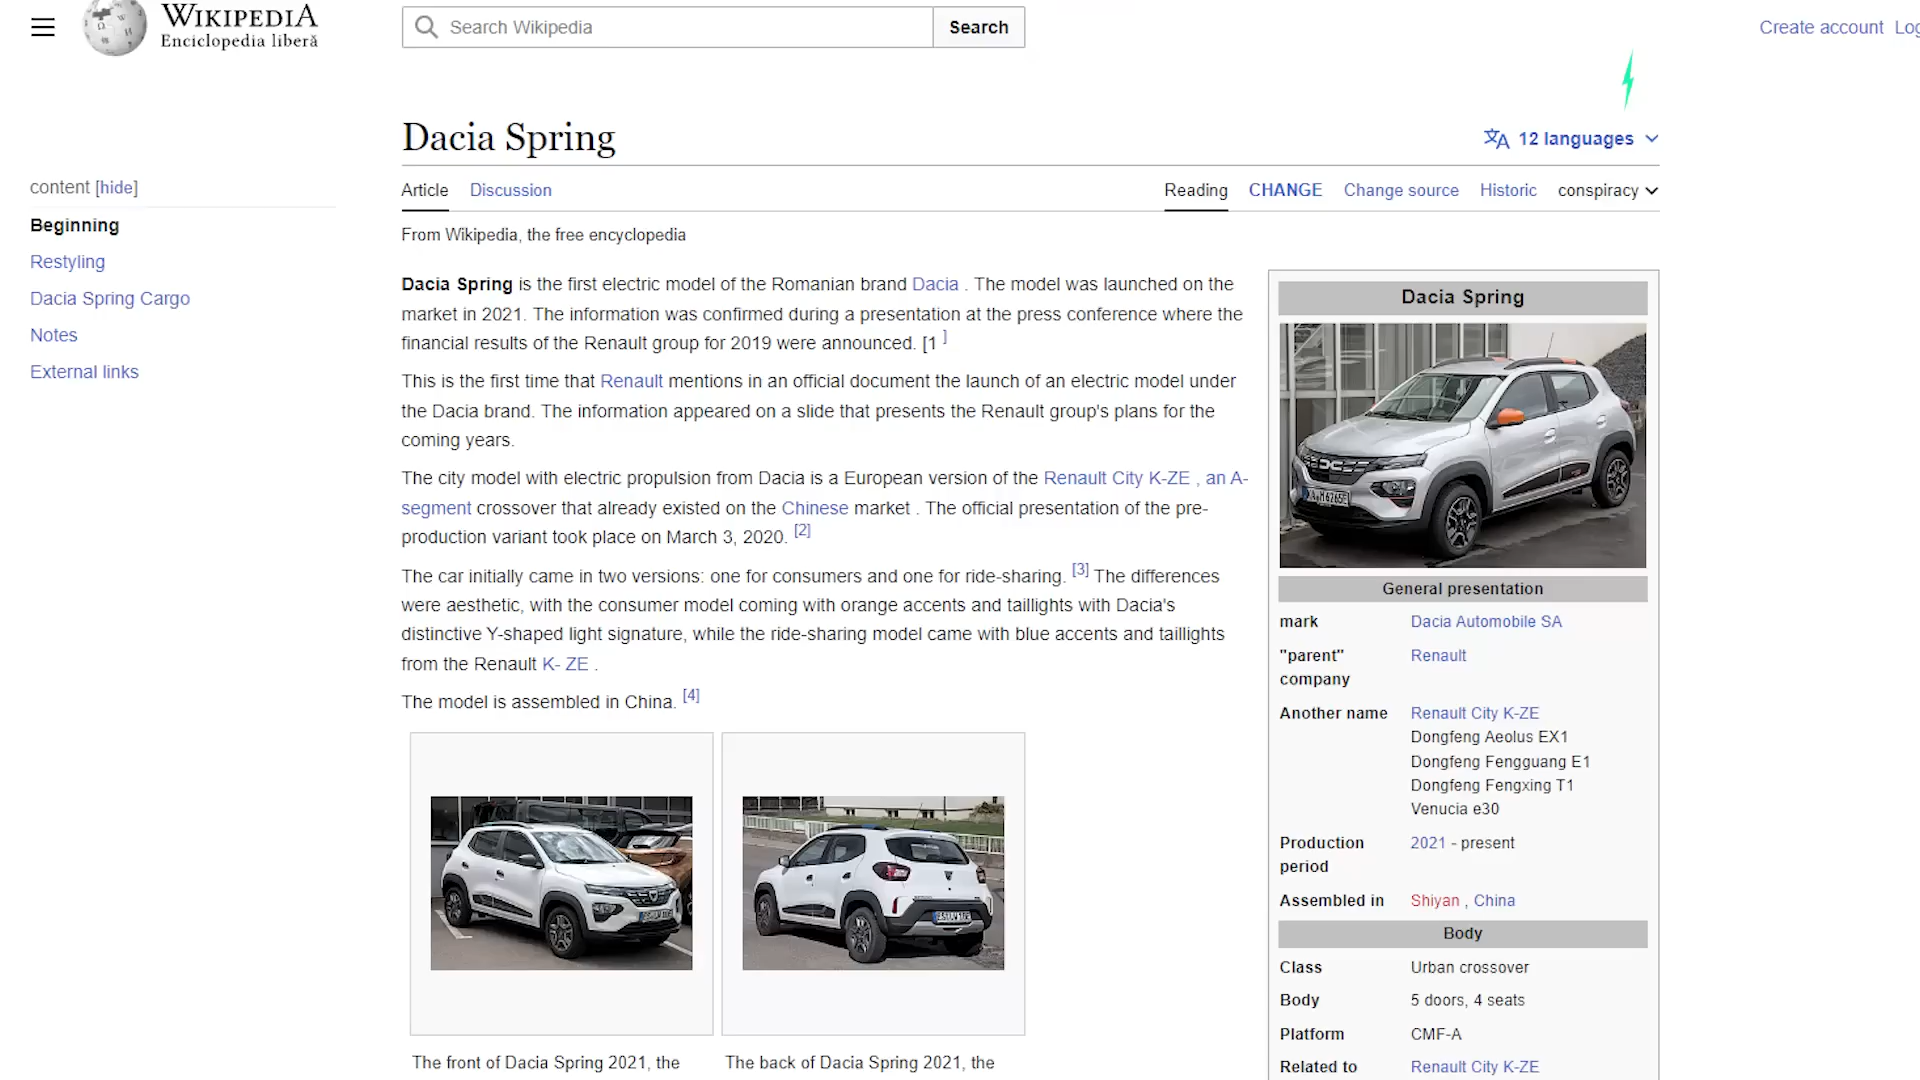 WIKIPEDIA
Enciclopedia liberă
Search Wikipedia
Search
Create account Log
Dacia Spring
12 languages
content [hide]
Beginning
Restyling
Dacia Spring Cargo
Notes
External links
Article Discussion
Reading CHANGE Change source Historic conspiracy
From Wikipedia, the free encyclopedia
Dacia Spring is the first electric model of the Romanian brand Dacia . The model was launched on the
market in 2021. The information was confirmed during a presentation at the press conference where the
financial results of the Renault group for 2019 were announced. [1 ]
This is the first time that Renault mentions in an official document the launch of an electric model under
the Dacia brand. The information appeared on a slide that presents the Renault group's plans for the
coming years.
The city model with electric propulsion from Dacia is a European version of the Renault City K-ZE , an A-
segment crossover that already existed on the Chinese market . The official presentation of the pre-
production variant took place on March 3, 2020. [2]
The car initially came in two versions: one for consumers and one for ride-sharing. [3] The differences
were aesthetic, with the consumer model coming with orange accents and taillights with Dacia's
distinctive Y-shaped light signature, while the ride-sharing model came with blue accents and taillights
from the Renault K- ZE .
The model is assembled in China. [4]
The front of Dacia Spring 2021, the
The back of Dacia Spring 2021, the
Dacia Spring
General presentation
mark Dacia Automobile SA
"parent" Renault
company
Another name Renault City K-ZE
Dongfeng Aeolus EX1
Dongfeng Fengguang E1
Dongfeng Fengxing T1
Venucia e30
Production 2021 - present
period
Assembled in Shiyan , China
Body
Class Urban crossover
Body 5 doors, 4 seats
Platform CMF-A
Related to Renault City K-ZE